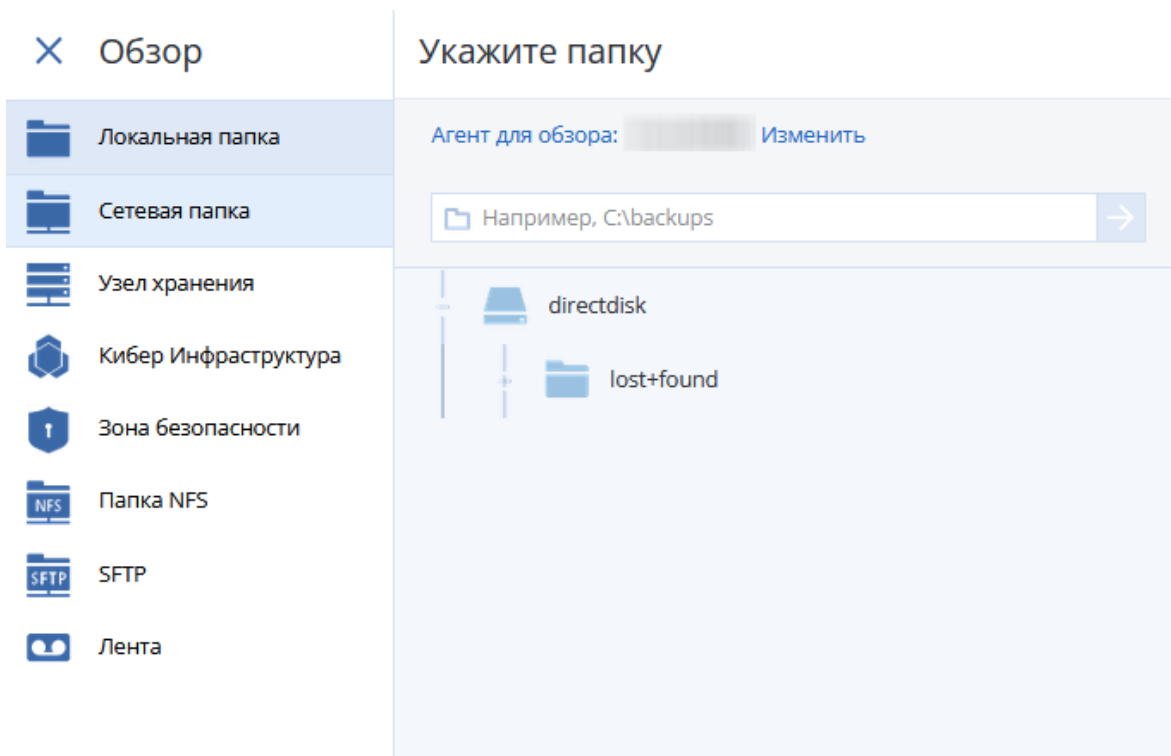 Обзор
Локальная папка
Сетевая папка
Узел хранения
Кибер Инфраструктура
Зона безопасности
NFS Папка NFS
SFTP SFTP
Лента
Укажите папку
Агент для обзора: Изменить
Например, C:\backups
directdisk
lost+found